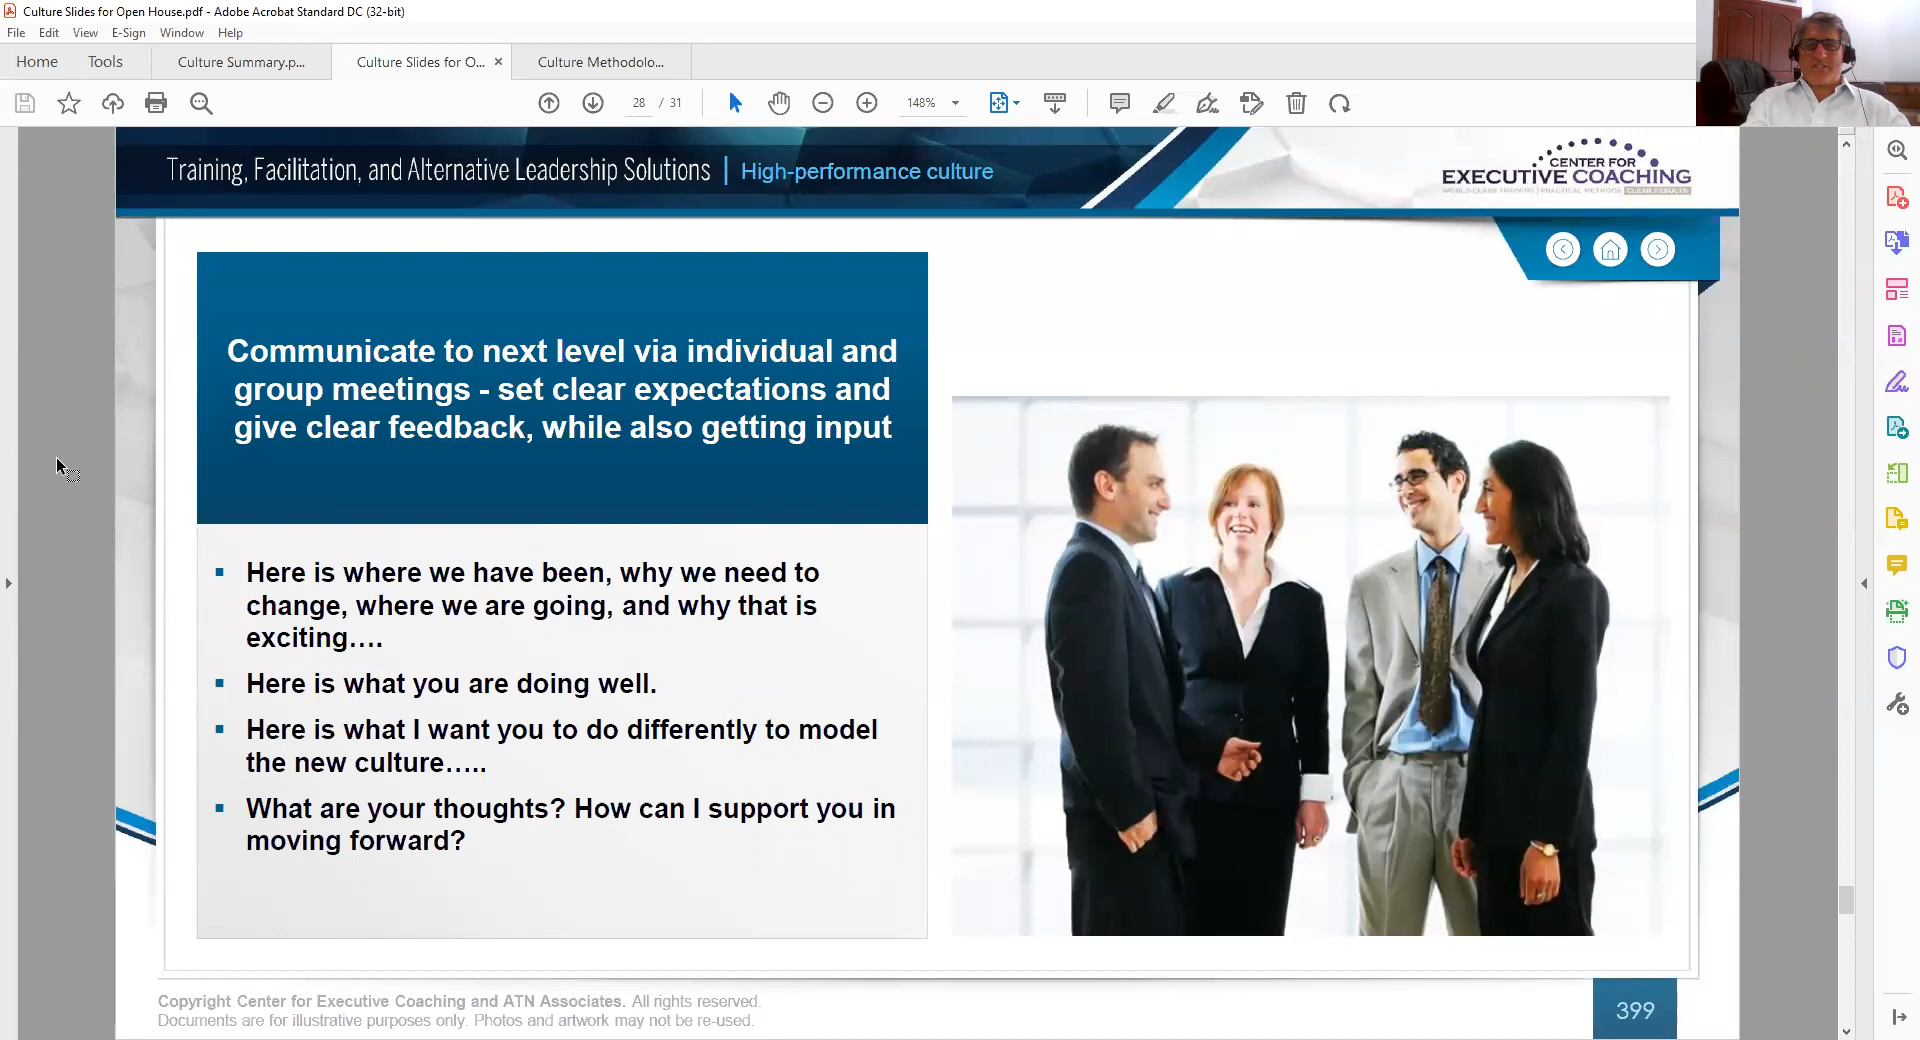 Culture Slides for Open House.pdf - Adobe Acrobat Standard DC (32-bit)
File Edit View E-Sign Window Help
Home Tools Culture Summary.p... Culture Slides for O... × Culture Methodolo...
28 / 31 148%
Training, Facilitation, and Alternative Leadership Solutions | High-performance culture
CENTER FOR
EXECUTIVE COACHING
WORLD-CLASS TRAINING | PRACTICAL METHODS CLEAR RESULTS
Communicate to next level via individual and
group meetings - set clear expectations and
give clear feedback, while also getting input
▪ Here is where we have been, why we need to
change, where we are going, and why that is
exciting….
▪ Here is what you are doing well.
▪ Here is what I want you to do differently to model
the new culture…..
▪ What are your thoughts? How can I support you in
moving forward?
Copyright Center for Executive Coaching and ATN Associates. All rights reserved.
Documents are for illustrative purposes only. Photos and artwork may not be re-used.
399